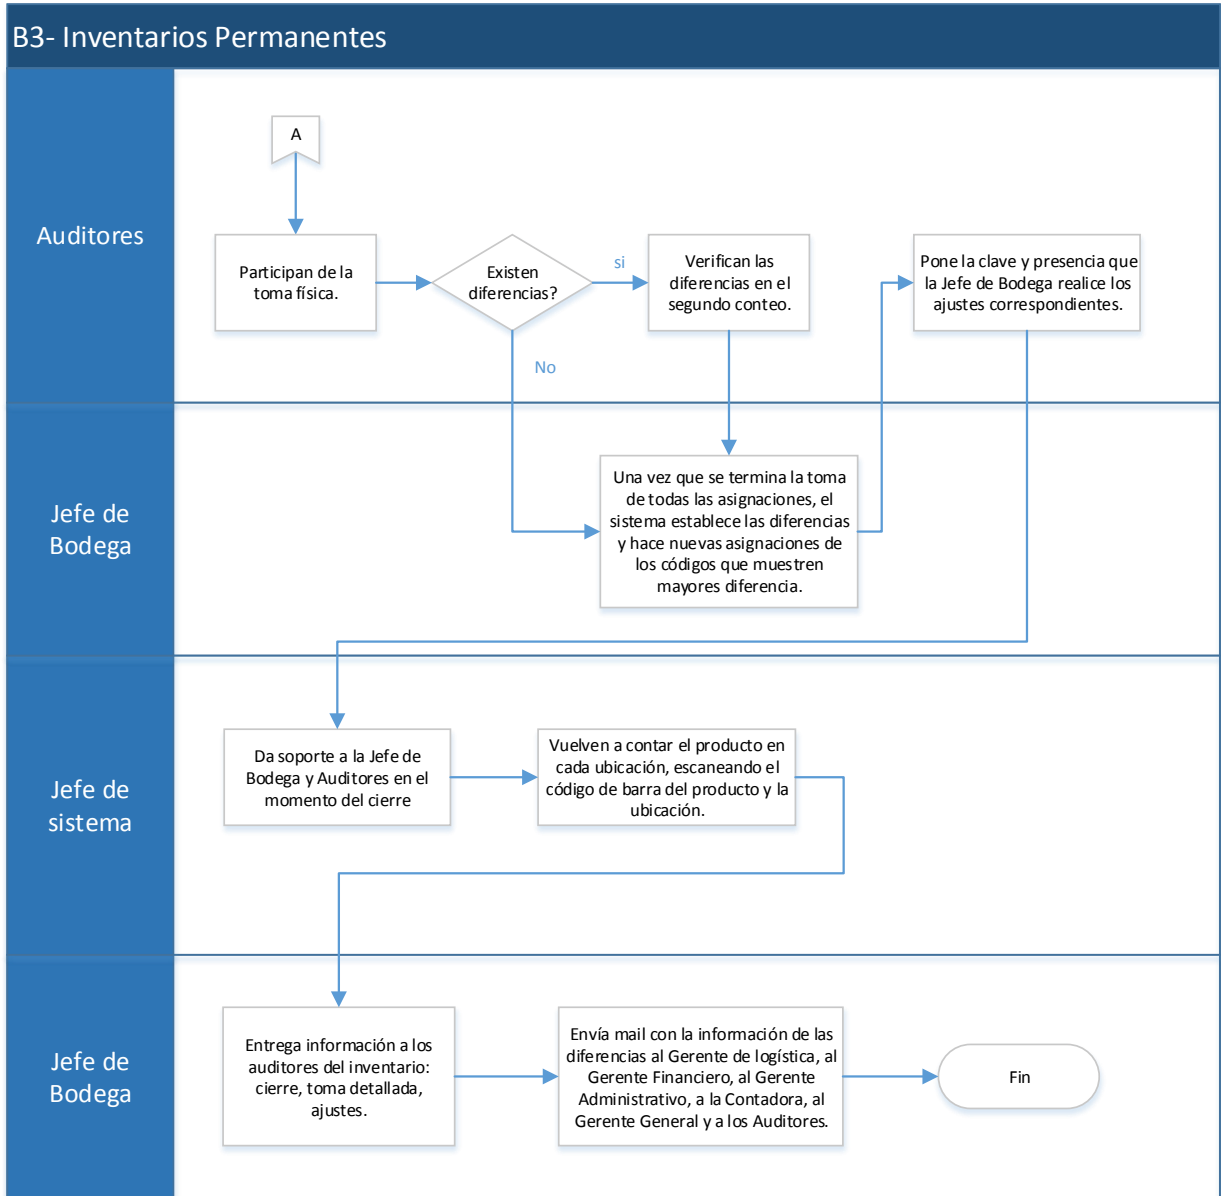 B3- Inventarios Permanentes
Auditores
A
Participan de la
toma física.
Existen
diferencias?
si
No
Verifican las
diferencias en el
segundo conteo.
Pone la clave y presencia que
la Jefe de Bodega realice los
ajustes correspondientes.
Jefe de
Bodega
Una vez que se termina la toma
de todas las asignaciones, el
sistema establece las diferencias
y hace nuevas asignaciones de
los códigos que muestren
mayores diferencia.
Jefe de
sistema
Da soporte a la Jefe de
Bodega y Auditores en el
momento del cierre
Vuelven a contar el producto en
cada ubicación, escaneando el
código de barra del producto y la
ubicación.
Jefe de
Bodega
Entrega información a los
auditores del inventario:
cierre, toma detallada,
ajustes.
Envía mail con la información de las
diferencias al Gerente de logística, al
Gerente Financiero, al Gerente
Administrativo, a la Contadora, al
Gerente General y a los Auditores.
Fin